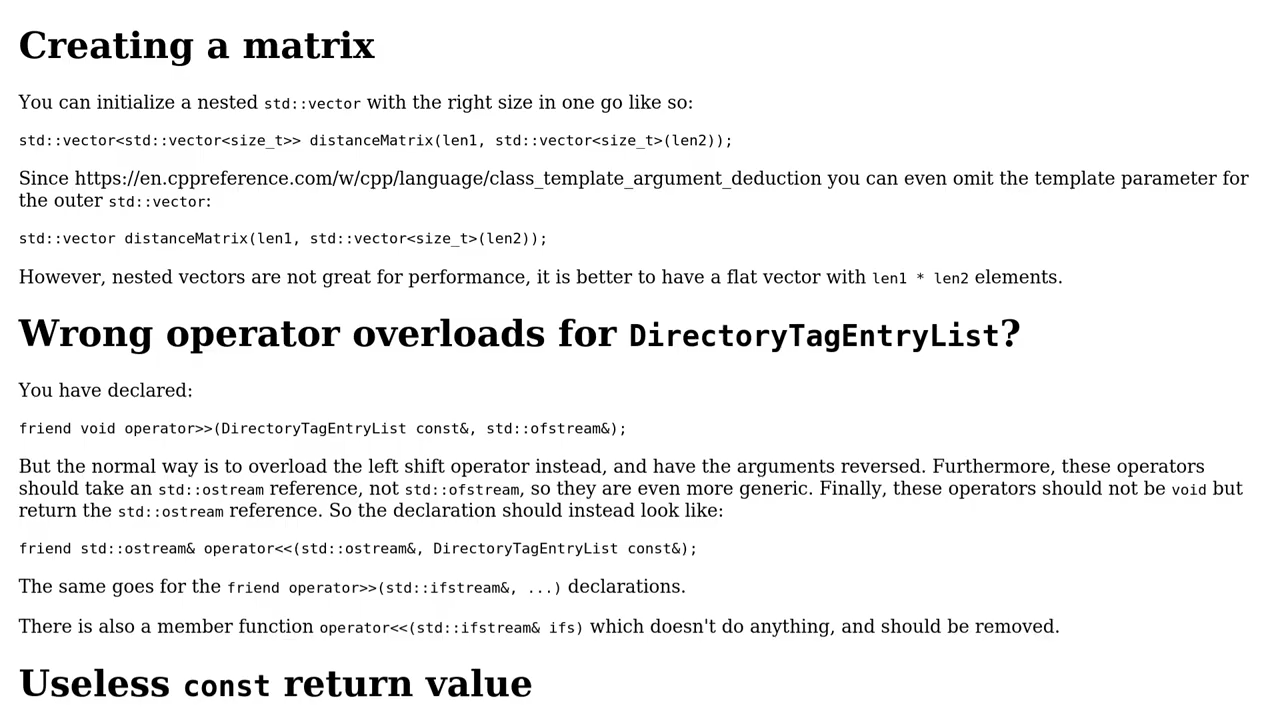 Creating a matrix
You can initialize a nested std::vector with the right size in one go like so:
std::vector<std::vector<size_t>> distanceMatrix(len1, std::vector<size_t>(len2));
Since https://en.cppreference.com/w/cpp/language/class_template_argument_deduction you can even omit the template parameter for
the outer std::vector:
std::vector distanceMatrix(len1, std::vector<size_t>(len2));
However, nested vectors are not great for performance, it is better to have a flat vector with len1 * len2 elements.
Wrong operator overloads for DirectoryTagEntryList?
You have declared:
friend void operator>>(DirectoryTagEntryList const&, std::ofstream&);
But the normal way is to overload the left shift operator instead, and have the arguments reversed. Furthermore, these operators
should take an std::ostream reference, not std::ofstream, so they are even more generic. Finally, these operators should not be void but
return the std::ostream reference. So the declaration should instead look like:
friend std::ostream& operator<<(std::ostream&, DirectoryTagEntryList const&);
The same goes for the friend operator>>(std::ifstream&, ...) declarations.
There is also a member function operator<<(std::ifstream& ifs) which doesn't do anything, and should be removed.
Useless const return value